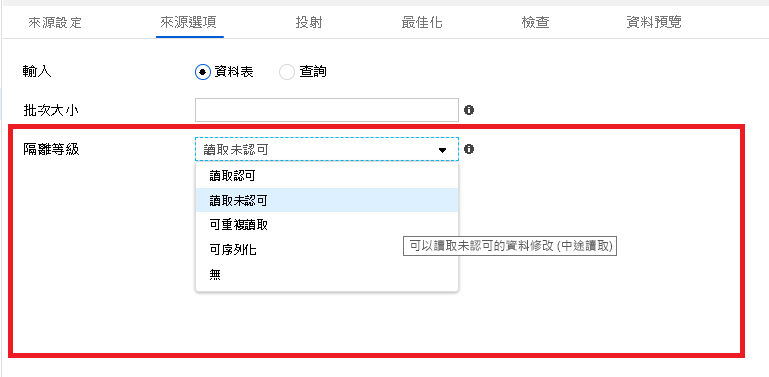 來源設定 來源選項 投射 最佳化 檢查 資料預覽
輸入 資料表 查詢
批次大小
隔離等級 讀取未認可
讀取認可
讀取未認可
可重複讀取
可序列化
可以讀取未認可的資料修改 (中途讀取)
無